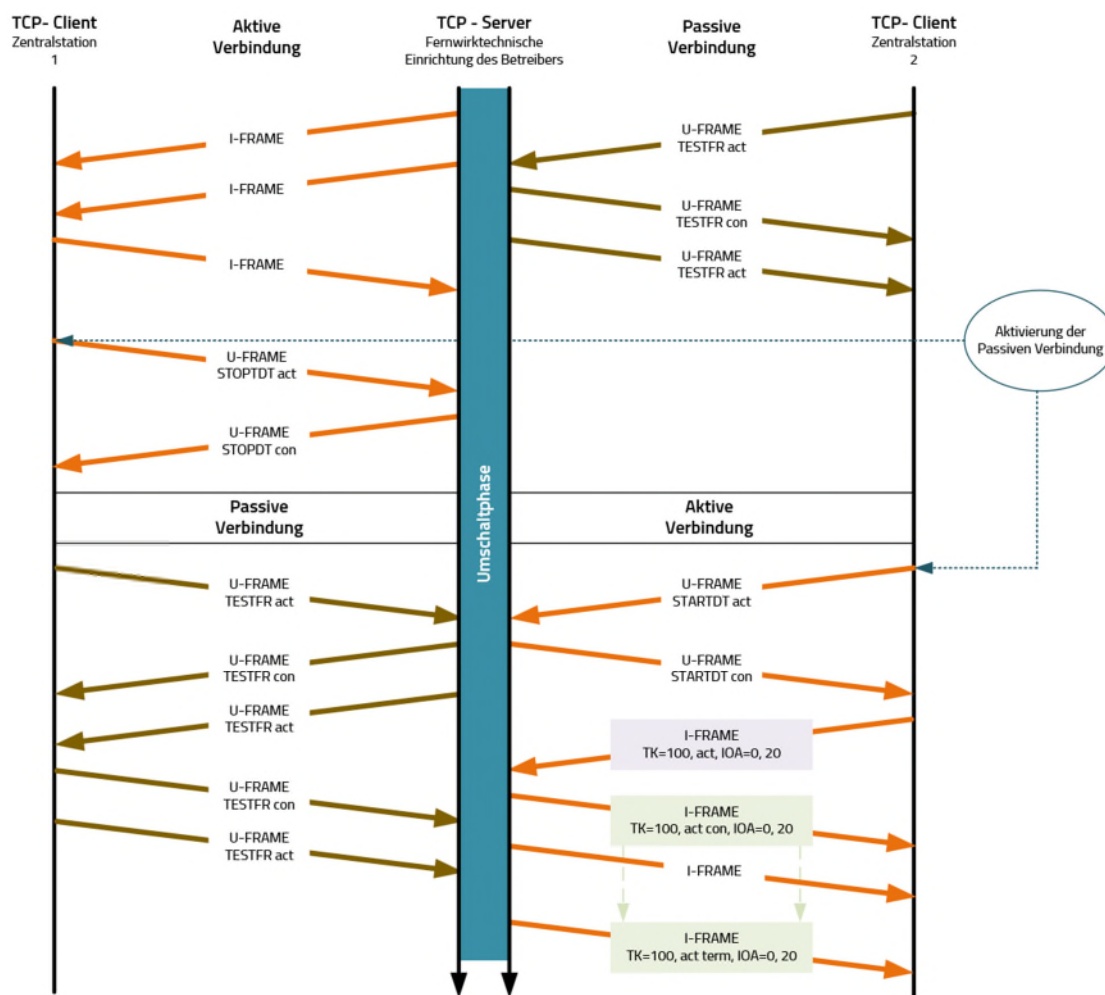 TCP- Client
Zentralstation
1
Aktive
Verbindung
TCP - Server
Fernwirktechnische
Einrichtung des Betreibers
Passive
Verbindung
TCP- Client
Zentralstation
2
I-FRAME
U-FRAME
TESTFR act
I-FRAME
U-FRAME
TESTFR con
I-FRAME
U-FRAME
TESTFR act
Aktivierung der
Passiven Verbindung
U-FRAME
STOPTDT act
U-FRAME
STOPDT con
Umschaltphase
Passive
Verbindung
Aktive
Verbindung
U-FRAME
TESTFR act
U-FRAME
STARTDT act
U-FRAME
TESTFR con
U-FRAME
STARTDT con
U-FRAME
TESTFR act
I-FRAME
TK=100, act, IOA=0, 20
U-FRAME
TESTFR con
I-FRAME
TK=100, act con, IOA=0, 20
U-FRAME
TESTFR act
I-FRAME
I-FRAME
TK=100, act term, IOA=0, 20